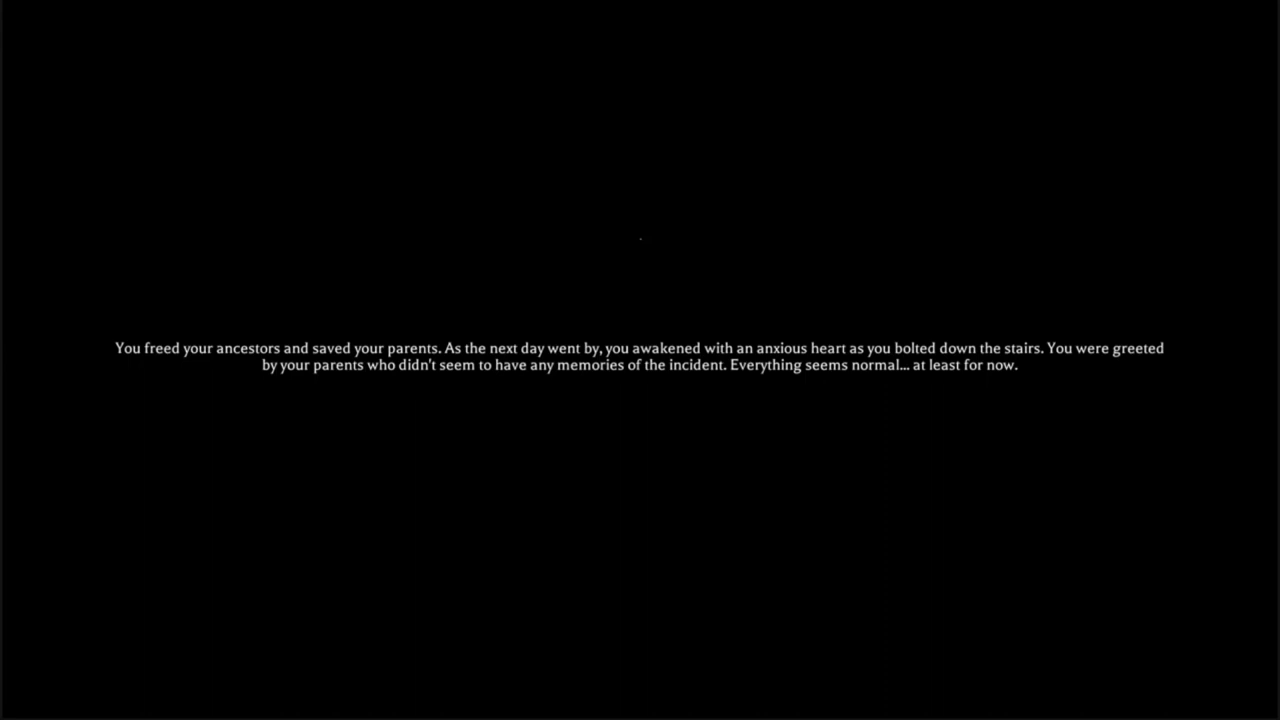 You freed your ancestors and saved your parents. As the next day went by, you awakened with an anxious heart as you bolted down the stairs. You were greeted
by your parents who didn't seem to have any memories of the incident. Everything seems normal... at least for now.